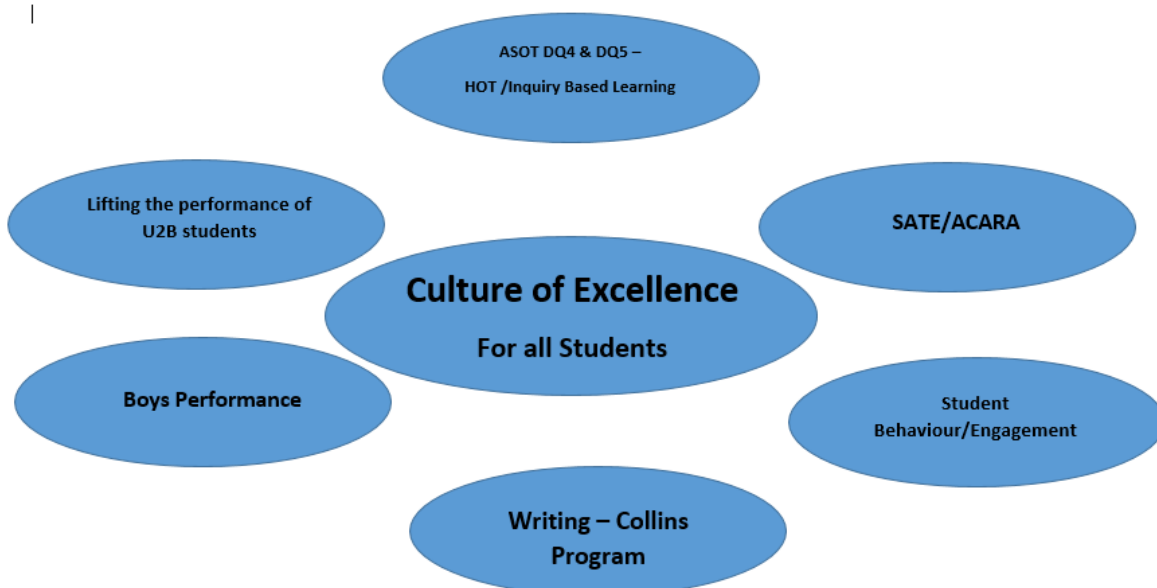 ASOT DQ4 & DQ5 –
HOT /Inquiry Based Learning
Lifting the performance of
U2B students
SATE/ACARA
Culture of Excellence
For all Students
Boys Performance
Student
Behaviour/Engagement
Writing – Collins
Program